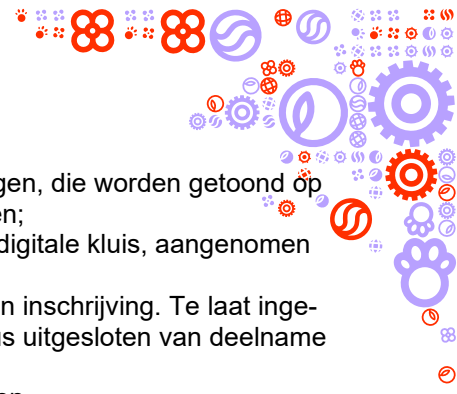 gen, die worden getoond op
en;
digitale kluis, aangenomen
n inschrijving. Te laat inge-
us uitgesloten van deelname